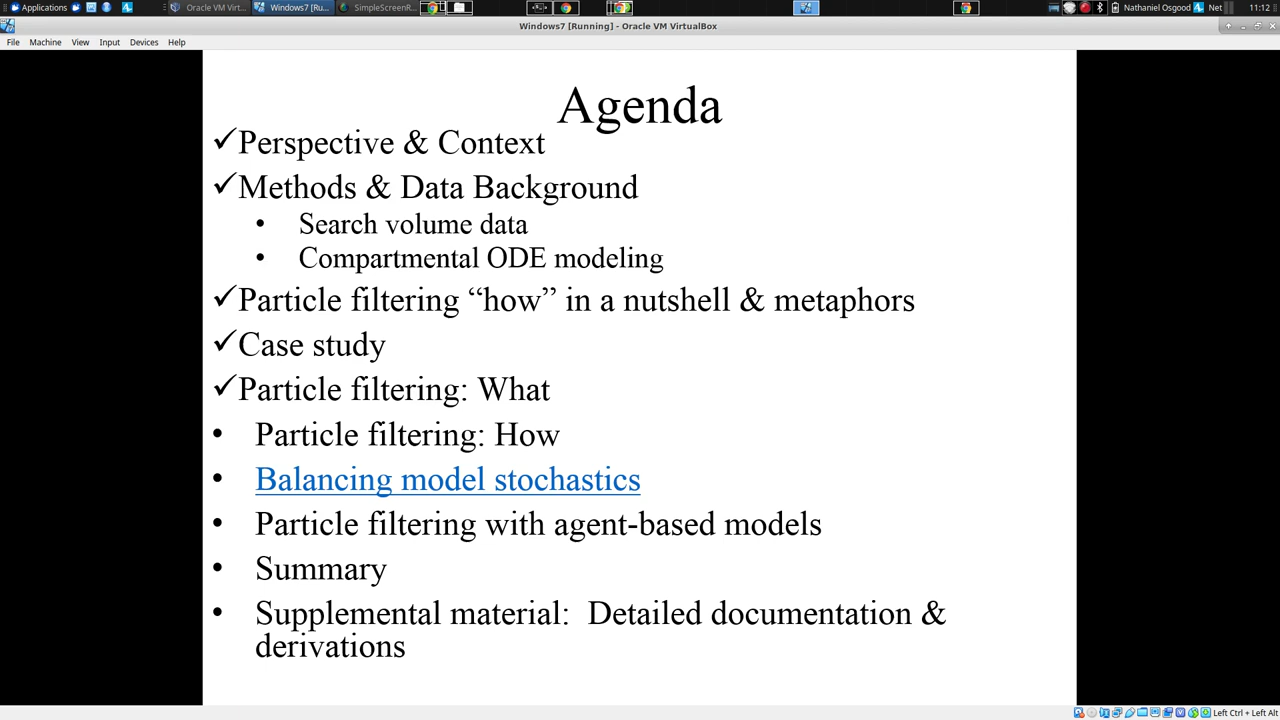 Applications
Oracle VM Virt...
Windows7 [Ru...
SimpleScreenR...
Nathaniel Osgood
Net
11:12
Windows7 [Running] - Oracle VM VirtualBox
File Machine View Input Devices Help
Agenda
✓Perspective & Context
✓Methods & Data Background
• Search volume data
• Compartmental ODE modeling
✓Particle filtering “how” in a nutshell & metaphors
✓Case study
✓Particle filtering: What
• Particle filtering: How
• Balancing model stochastics
• Particle filtering with agent-based models
• Summary
• Supplemental material: Detailed documentation &
derivations
Left Ctrl + Left Alt